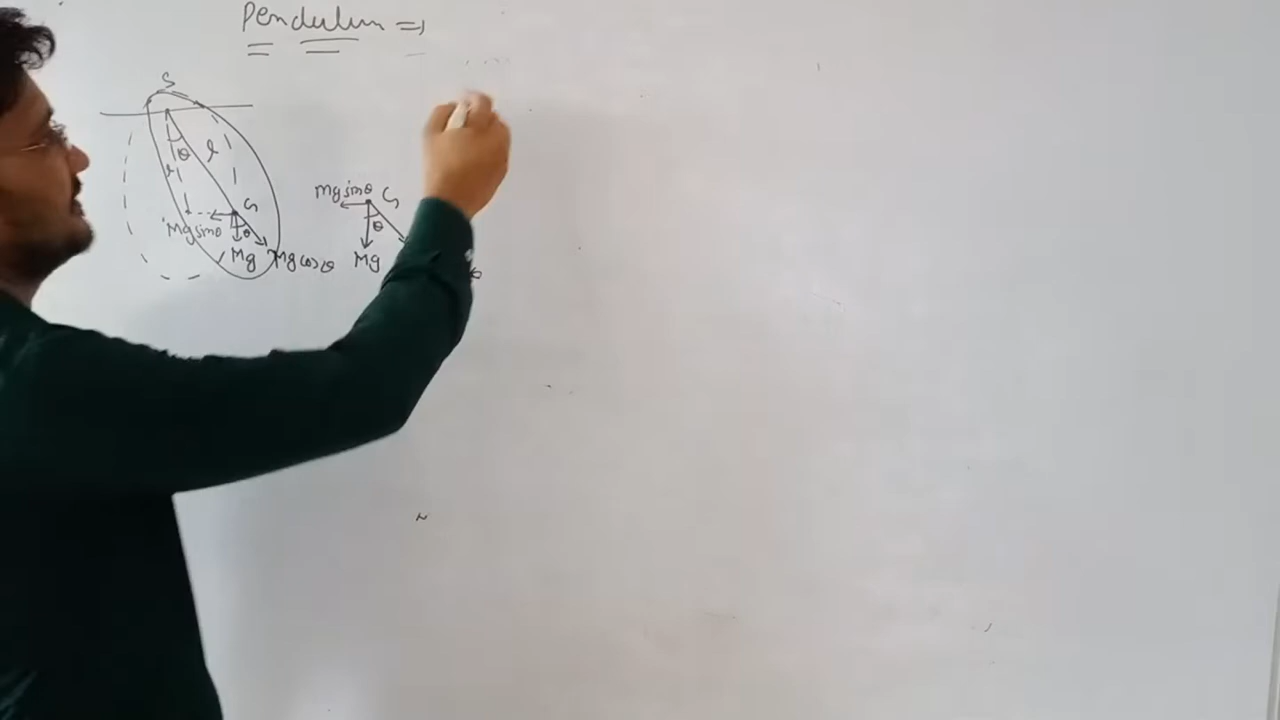 Pendulum ⇒
S
θ l
l
G
Mg sinθ θ
Mg Mg cosθ
Mg sinθ G
θ
Mg